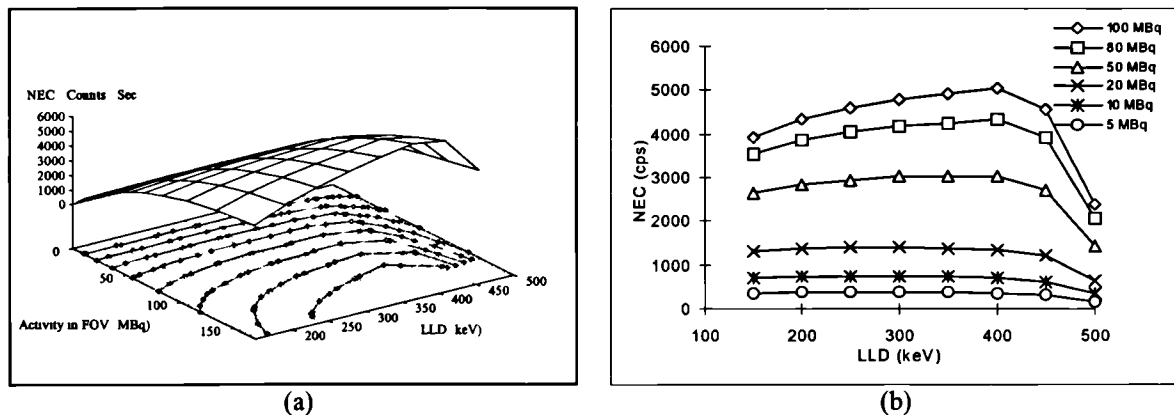 NEC Counts Sec
6000
5000
4000
3000
2000
1000
0
0
50
100
150
Activity in FOV MBq)
200
250
300
350
400
450
500
LLD keV)
(a)
100 MBq
80 MBq
50 MBq
20 MBq
10 MBq
5 MBq
6000
5000
4000
3000
2000
1000
0
NEC (cps)
100 200 300 400 500
LLD (keV)
(b)